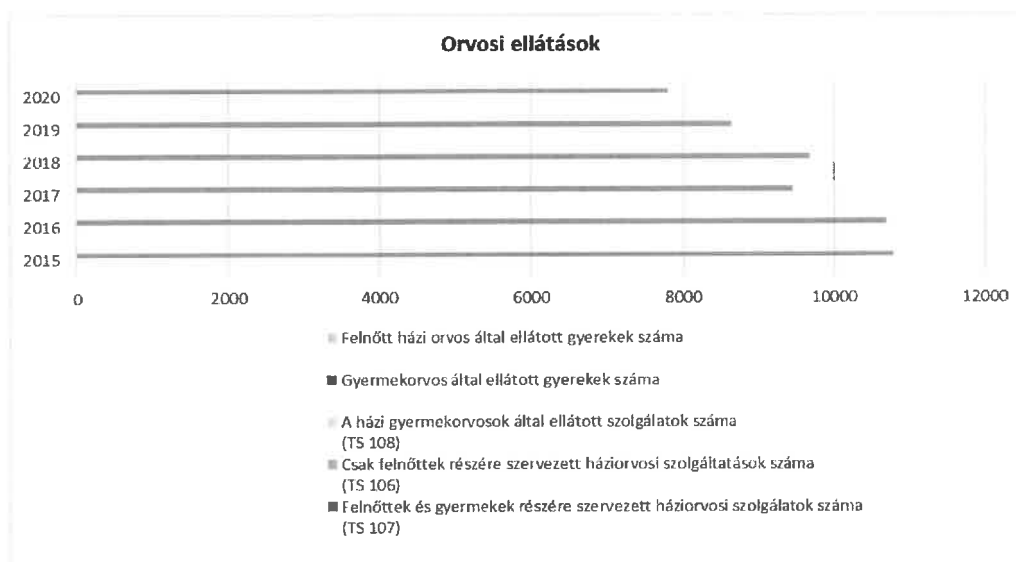 Orvosi ellátások
2020
2019
2018
2017
2016
2015
0 2000 4000 6000 8000 10000 12000
Felnőtt házi orvos által ellátott gyerekek száma
Gyermekorvos által ellátott gyerekek száma
A házi gyermekorvosok által ellátott szolgálatok száma
(TS 108)
Csak felnőttek részére szervezett háziorvosi szolgáltatások száma
(TS 106)
Felnőttek és gyermekek részére szervezett háziorvosi szolgálatok száma
(TS 107)